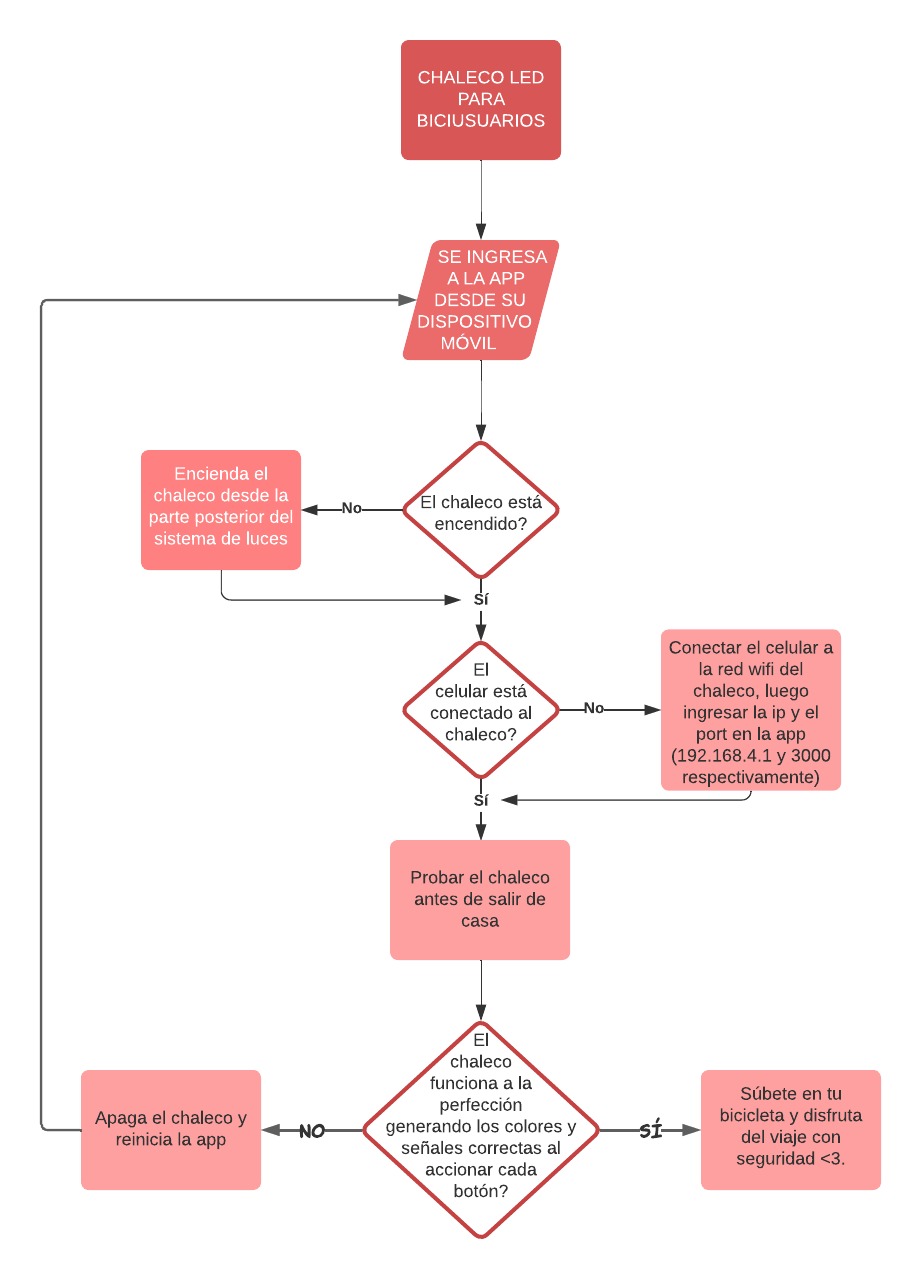 CHALECO LED
PARA
BICIUSUARIOS
SE INGRESA
A LA APP
DESDE SU
DISPOSITIVO
MÓVIL
El chaleco está
encendido?
No
Encienda el
chaleco desde la
parte posterior del
sistema de luces
Sí
El
celular está
conectado al
chaleco?
No
Conectar el celular a
la red wifi del
chaleco, luego
ingresar la ip y el
port en la app
(192.168.4.1 y 3000
respectivamente)
Sí
Probar el chaleco
antes de salir de
casa
El
chaleco
funciona a la
perfección
generando los colores y
señales correctas al
accionar cada
botón?
NO
Apaga el chaleco y
reinicia la app
SÍ
Súbete en tu
bicicleta y disfruta
del viaje con
seguridad <3.